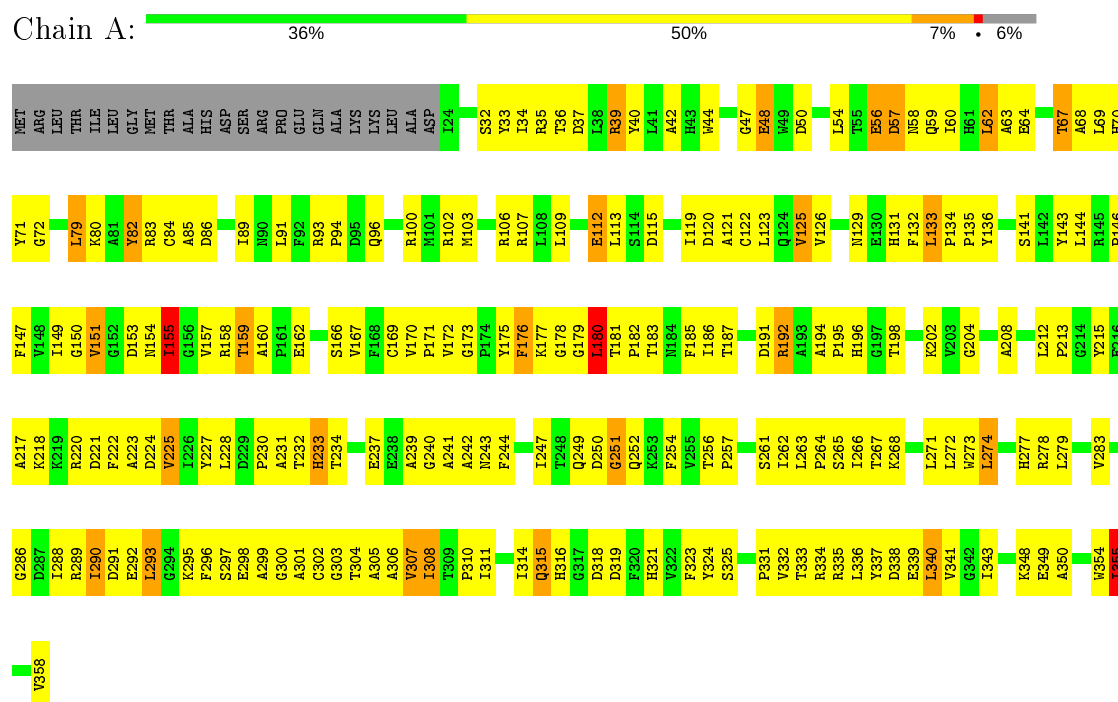 Chain A:
36% 50% 7% • 6%
MET ARG LEU THR ILE LEU GLY MET THR ALA HIS ASP SER ARG PRO GLU GLN ALA LYS LYS LEU ALA ASP I24 S32 Y33 I34 R35 T36 D37 L38 R39 Y40 L41 A42 H43 W44 G47 E48 W49 D50 L54 T55 E56 D57 N58 Q59 I60 H61 L62 A63 E64 T67 A68 L69 H70
Y71 G72 L79 K80 A81 Y82 R83 C84 A85 D86 I89 N90 L91 F92 R93 P94 D95 Q96 R100 M101 R102 M103 R106 R107 L108 L109 E112 L113 S114 D115 I119 D120 A121 C122 L123 Q124 V125 V126 N129 E130 H131 F132 L133 P134 P135 Y136 S141 L142 Y143 L144 R145
F147 V148 I149 G150 V151 G152 D153 N154 I155 G156 V157 R158 T159 A160 P161 E162 S166 V167 F168 C169 V170 P171 V172 G173 P174 Y175 F176 K177 G178 G179 L180 T181 P182 T183 N184 F185 I186 T187 D191 R192 A193 A194 P195 H196 G197 T198 K202 V203 G204 A208 L212 P213 G214 Y215
A217 K218 K219 R220 D221 F222 A223 D224 V225 I226 Y227 L228 D229 P230 A231 T232 H233 T234 E237 E238 A239 G240 A241 A242 N243 F244 I247 T248 Q249 D250 G251 Q252 K253 F254 V255 T256 P257 S261 I262 L263 P264 S265 I266 T267 K268 L271 L272 W273 L274 H277 R278 L279 V283
G286 D287 I288 R289 I290 D291 E292 L293 G294 K295 F296 S297 E298 A299 G300 A301 C302 G303 T304 A305 A306 V307 I308 T309 P310 I311 I314 Q315 H316 G317 D318 D319 F320 H321 V322 F323 Y324 S325 P331 V332 T333 R334 R335 L336 Y337 D338 E339 L340 V341 G342 I343 K348 E349 A350 W354 I355
V358